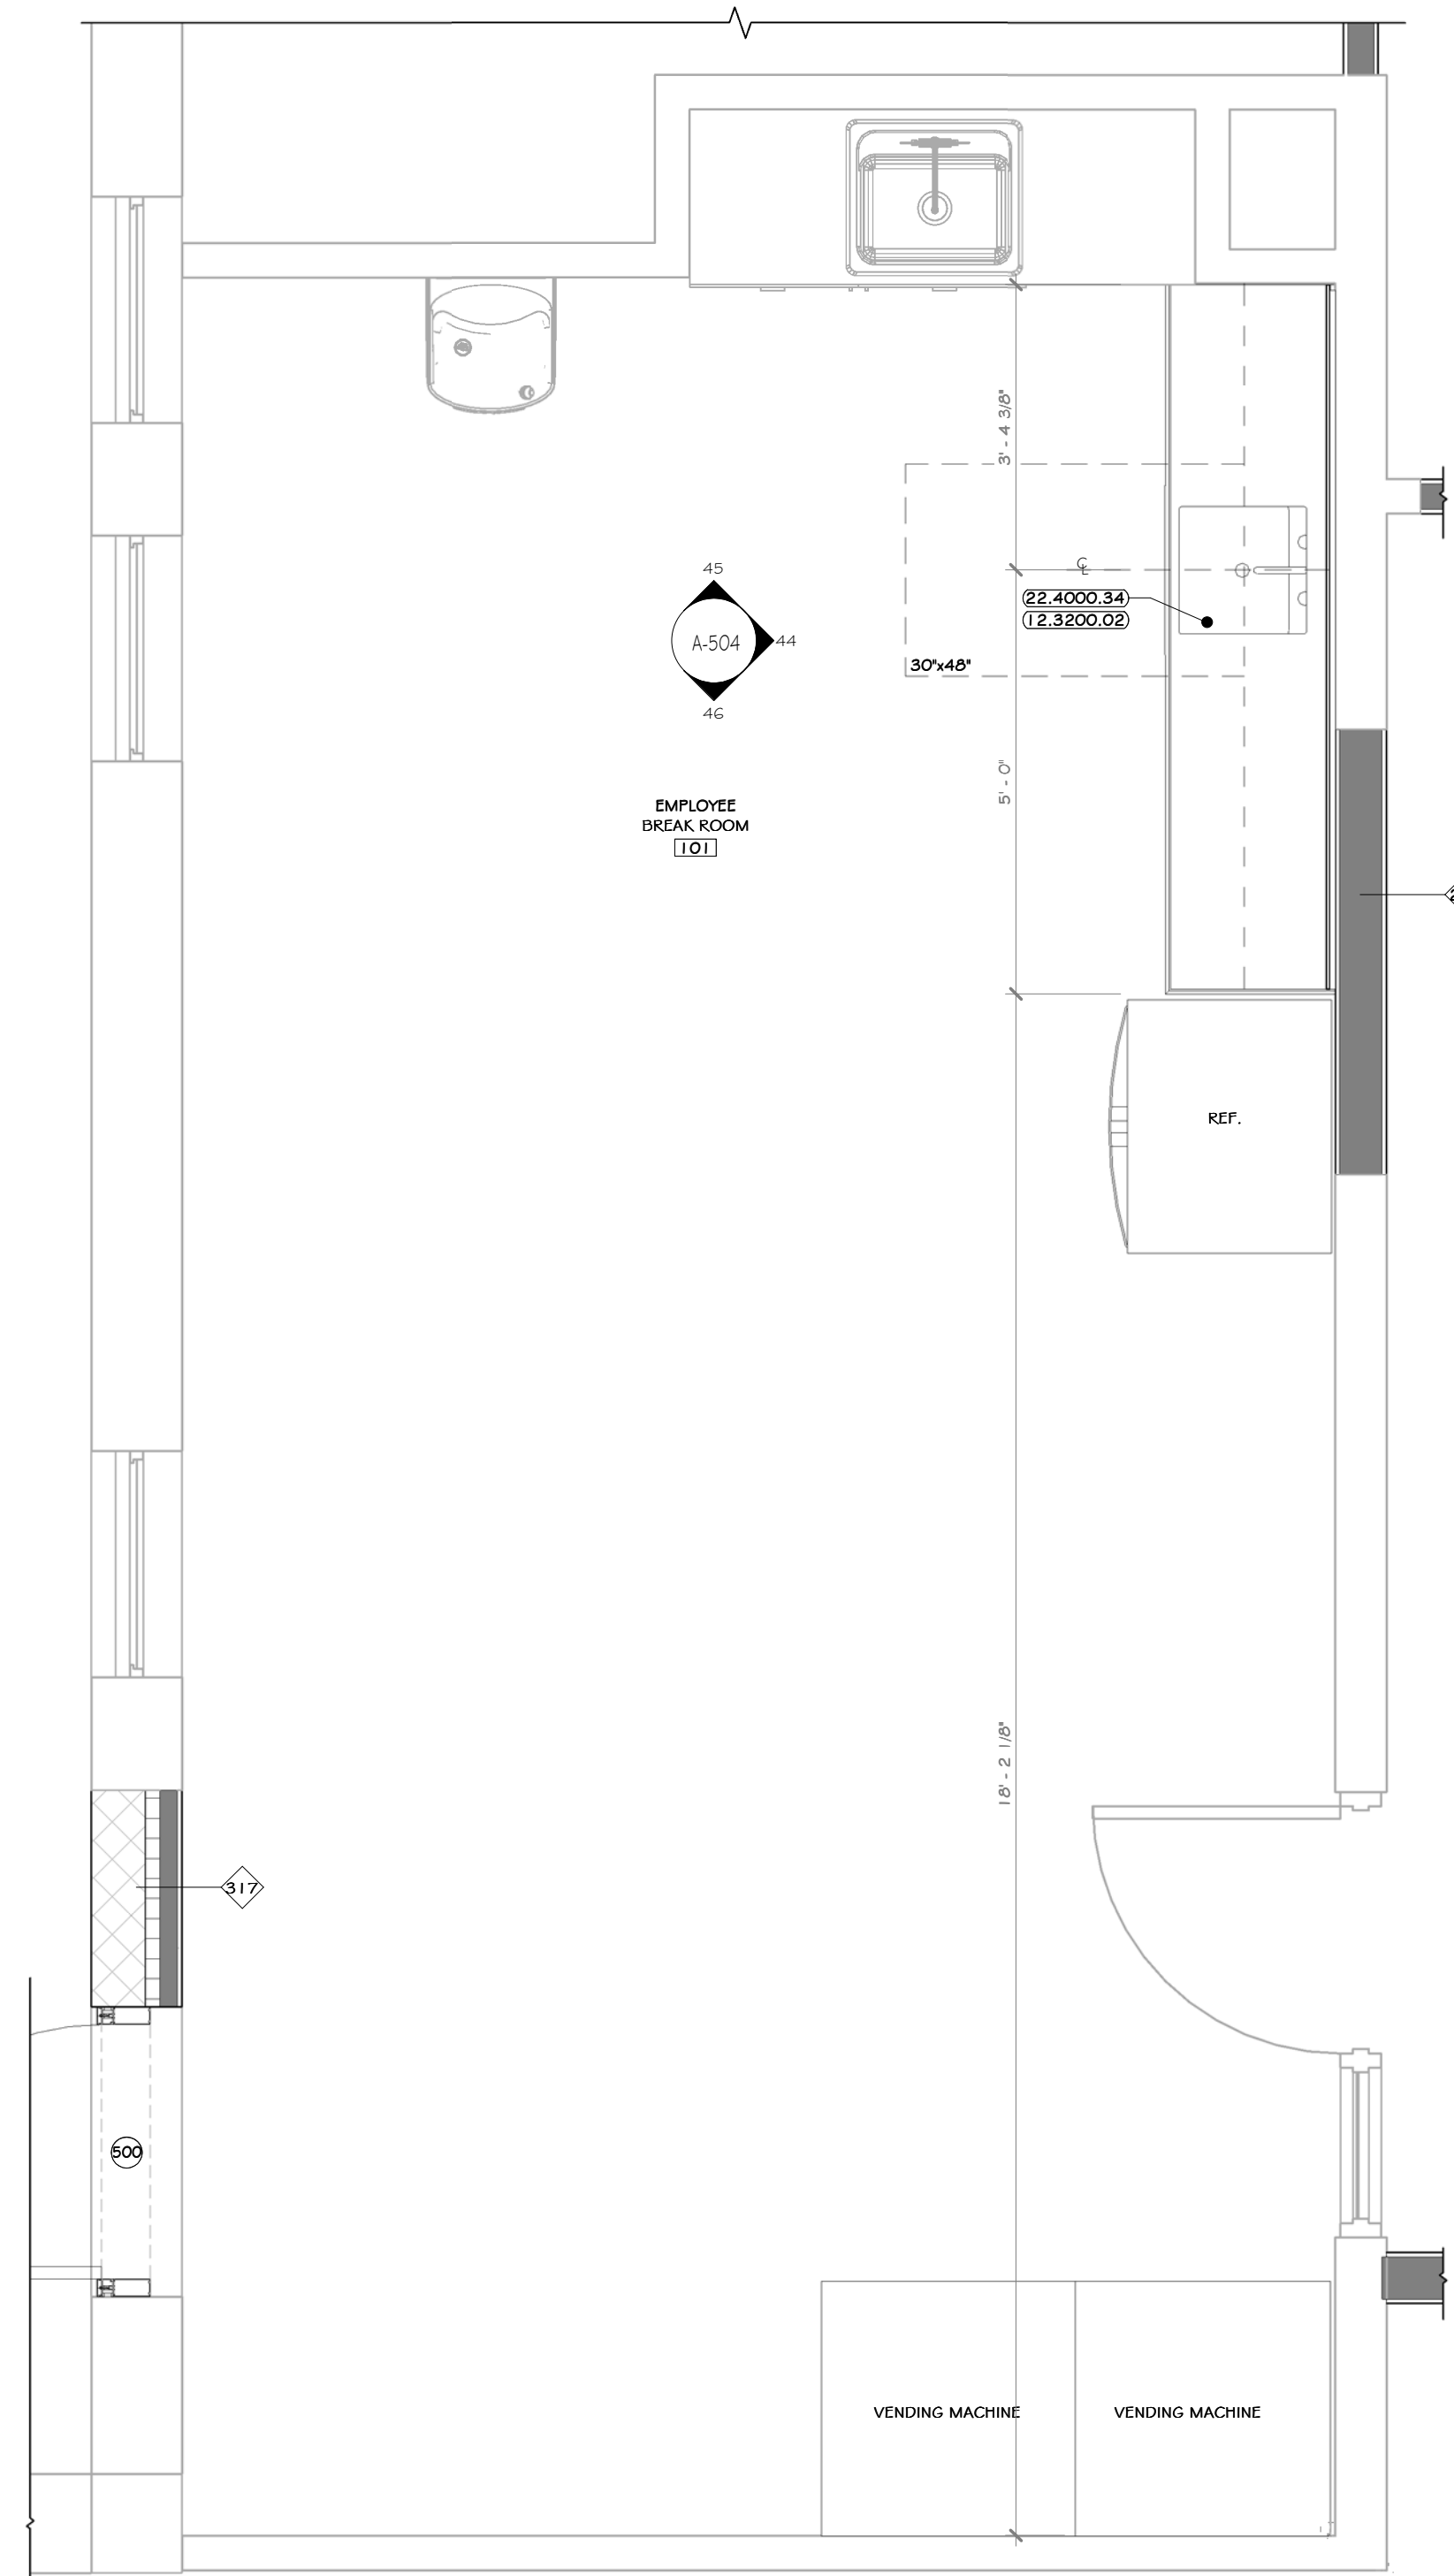 3' - 4 3/8"
45
℄
22.4000.34
12.3200.02
A-504
44
30"x48"
46
5' - 0"
EMPLOYEE
BREAK ROOM
101
REF.
18' - 2 1/8"
317
500
VENDING MACHINE
VENDING MACHINE